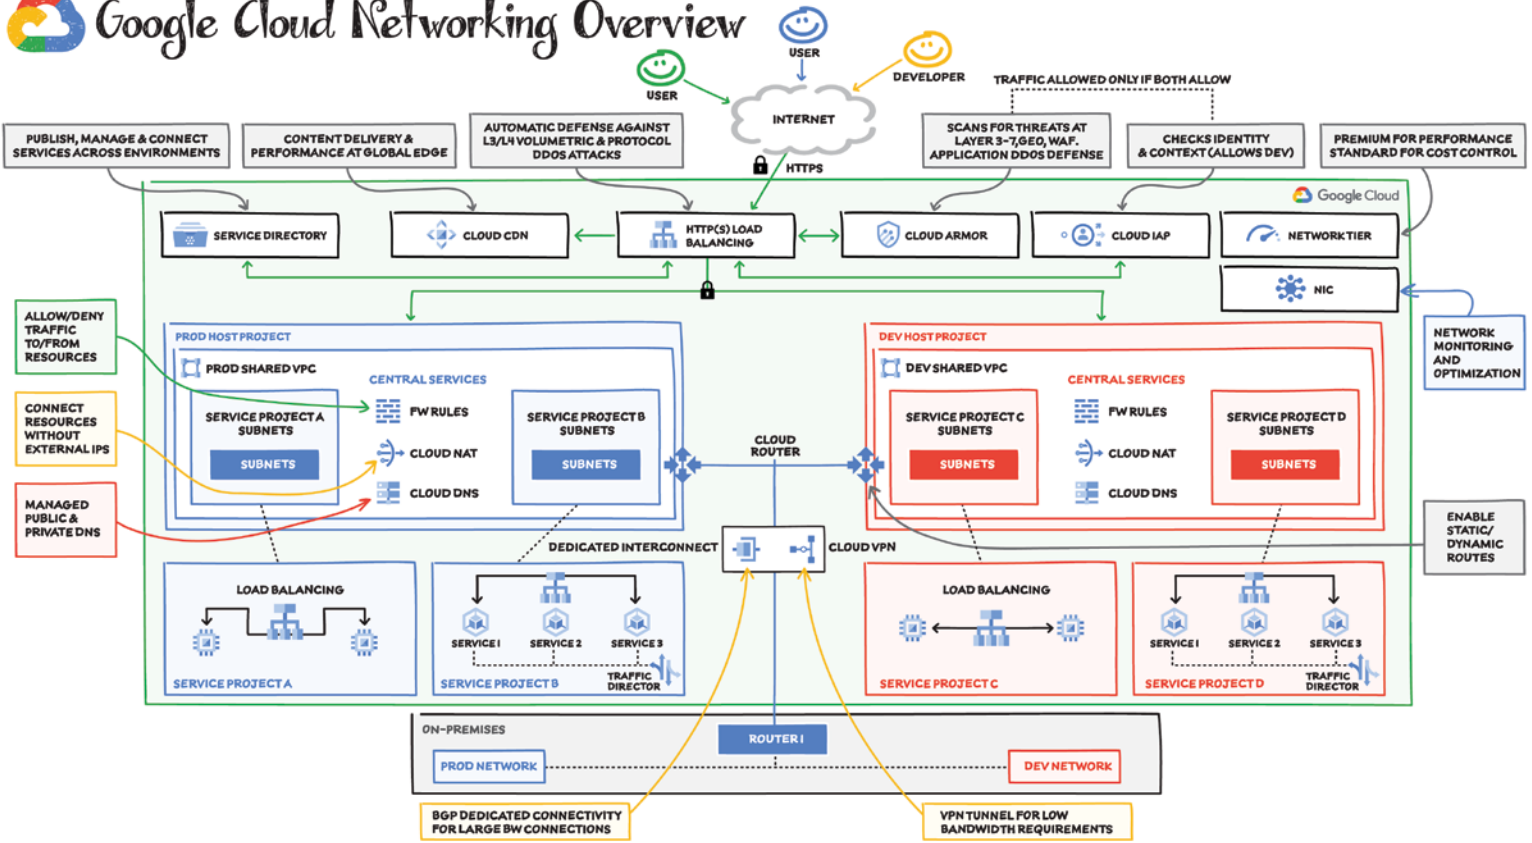 Google Cloud Networking Overview
USER
USER
DEVELOPER
INTERNET
HTTPS
TRAFFIC ALLOWED ONLY IF BOTH ALLOW
PUBLISH, MANAGE & CONNECT
SERVICES ACROSS ENVIRONMENTS
CONTENT DELIVERY &
PERFORMANCE AT GLOBAL EDGE
AUTOMATIC DEFENSE AGAINST
L3/L4 VOLUMETRIC & PROTOCOL
DDOS ATTACKS
SCANS FOR THREATS AT
LAYER 3-7,GEO, WAF.
APPLICATION DDOS DEFENSE
CHECKS IDENTITY
& CONTEXT (ALLOWS DEV)
PREMIUM FOR PERFORMANCE
STANDARD FOR COST CONTROL
Google Cloud
SERVICE DIRECTORY
CLOUD CDN
HTTP(S) LOAD
BALANCING
CLOUD ARMOR
CLOUD IAP
NETWORK TIER
NIC
ALLOW/DENY
TRAFFIC
TO/FROM
RESOURCES
CONNECT
RESOURCES
WITHOUT
EXTERNAL IPS
MANAGED
PUBLIC &
PRIVATE DNS
NETWORK
MONITORING
AND
OPTIMIZATION
ENABLE
STATIC/
DYNAMIC
ROUTES
PROD HOST PROJECT
PROD SHARED VPC
CENTRAL SERVICES
SERVICE PROJECT A
SUBNETS
SUBNETS
FW RULES
CLOUD NAT
CLOUD DNS
SERVICE PROJECT B
SUBNETS
SUBNETS
CLOUD
ROUTER
DEV HOST PROJECT
DEV SHARED VPC
CENTRAL SERVICES
SERVICE PROJECT C
SUBNETS
SUBNETS
FW RULES
CLOUD NAT
CLOUD DNS
SERVICE PROJECT D
SUBNETS
SUBNETS
DEDICATED INTERCONNECT
CLOUD VPN
LOAD BALANCING
SERVICE PROJECT A
SERVICE 1
SERVICE 2
SERVICE 3
TRAFFIC
DIRECTOR
SERVICE PROJECT B
LOAD BALANCING
SERVICE PROJECT C
SERVICE 1
SERVICE 2
SERVICE 3
TRAFFIC
DIRECTOR
SERVICE PROJECT D
ON-PREMISES
ROUTER 1
PROD NETWORK
DEV NETWORK
BGP DEDICATED CONNECTIVITY
FOR LARGE BW CONNECTIONS
VPN TUNNEL FOR LOW
BANDWIDTH REQUIREMENTS